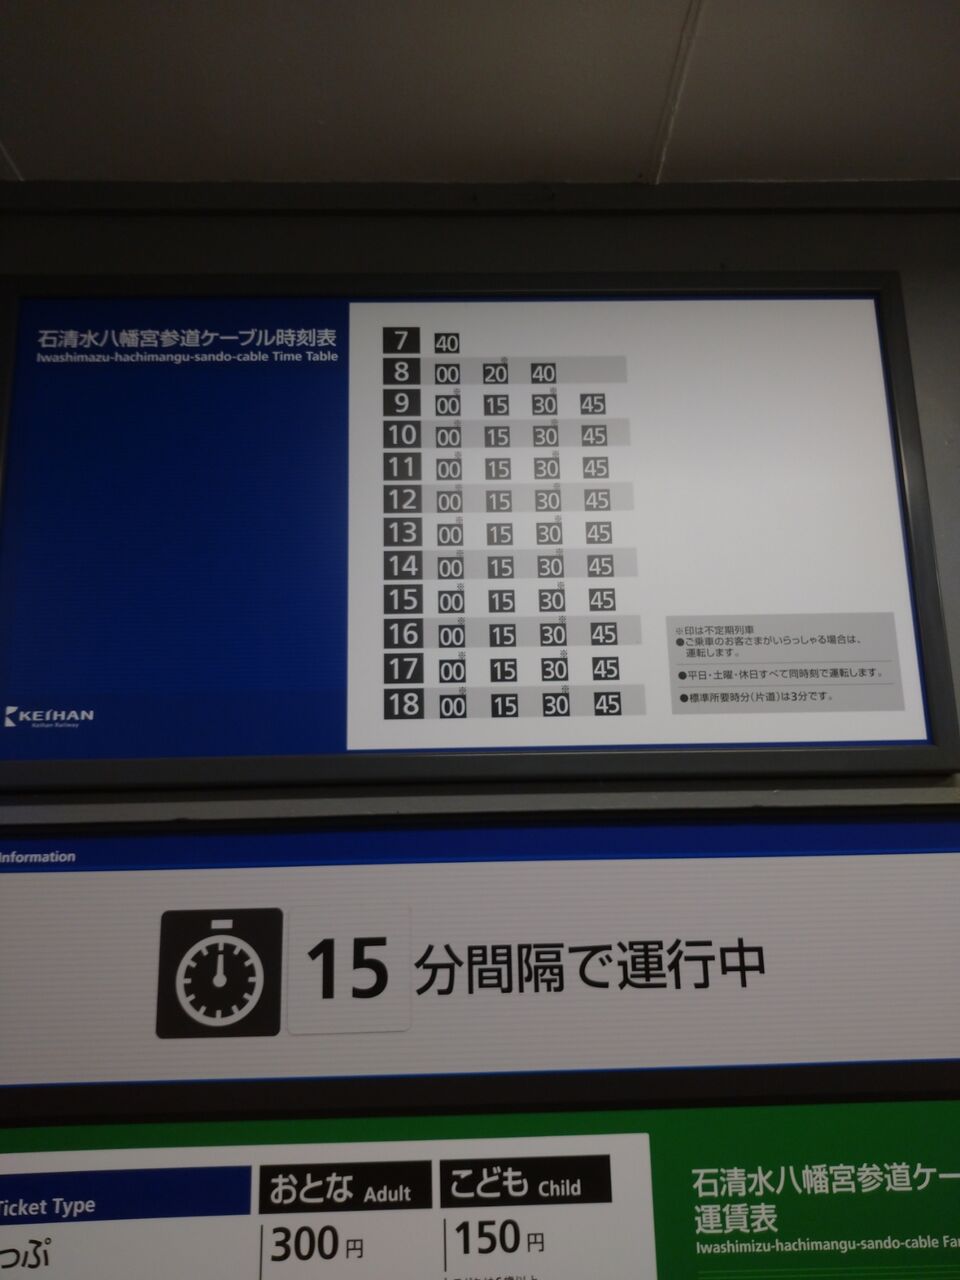 石清水八幡宮参道ケーブル時刻表
Iwashimazu-hachimangu-sando-cable Time Table
7 40
8 00 20※ 40
9 00※ 15 30※ 45
10 00※ 15 30※ 45
11 00※ 15 30※ 45
12 00※ 15 30※ 45
13 00※ 15 30※ 45
14 00※ 15 30※ 45
15 00※ 15 30※ 45
16 00※ 15 30※ 45
17 00※ 15 30※ 45
18 00※ 15 30※ 45
※印は不定期列車
●ご乗車のお客さまがいらっしゃる場合は、
運転します。
●平日・土曜・休日すべて同時刻で運転します。
●標準所要時分(片道)は3分です。
KEIHAN
Keihan Railway
Information
15 分間隔で運行中
Ticket Type
おとな Adult
こども Child
っぷ
300円
150円
石清水八幡宮参道ケー
運賃表
Iwashimizu-hachimangu-sando-cable Far